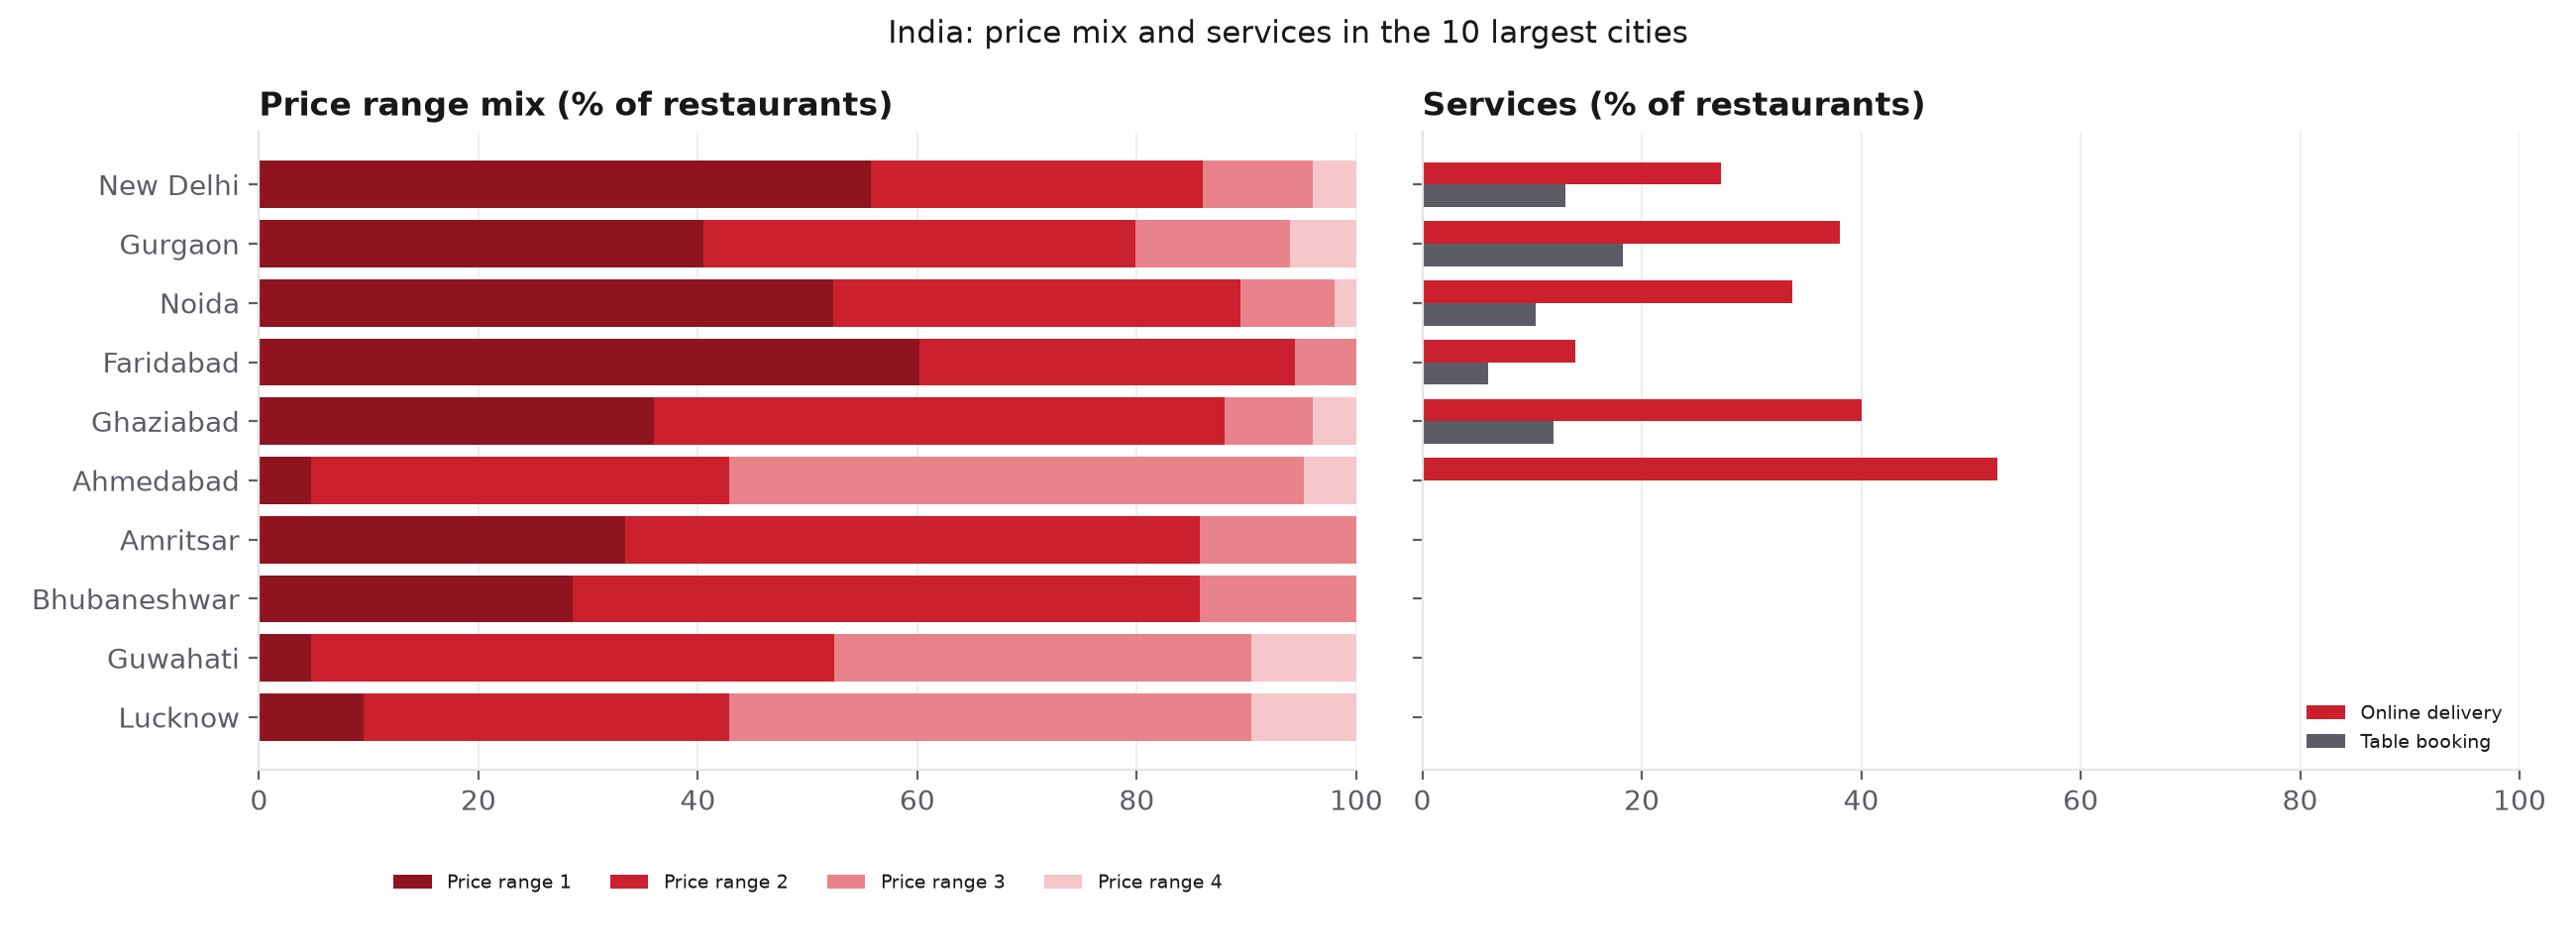 India: price mix and services in the 10 largest cities
Price range mix (% of restaurants)
New Delhi
Gurgaon
Noida
Faridabad
Ghaziabad
Ahmedabad
Amritsar
Bhubaneshwar
Guwahati
Lucknow
0 20 40 60 80 100
Price range 1 Price range 2 Price range 3 Price range 4
Services (% of restaurants)
Online delivery
Table booking
0 20 40 60 80 100